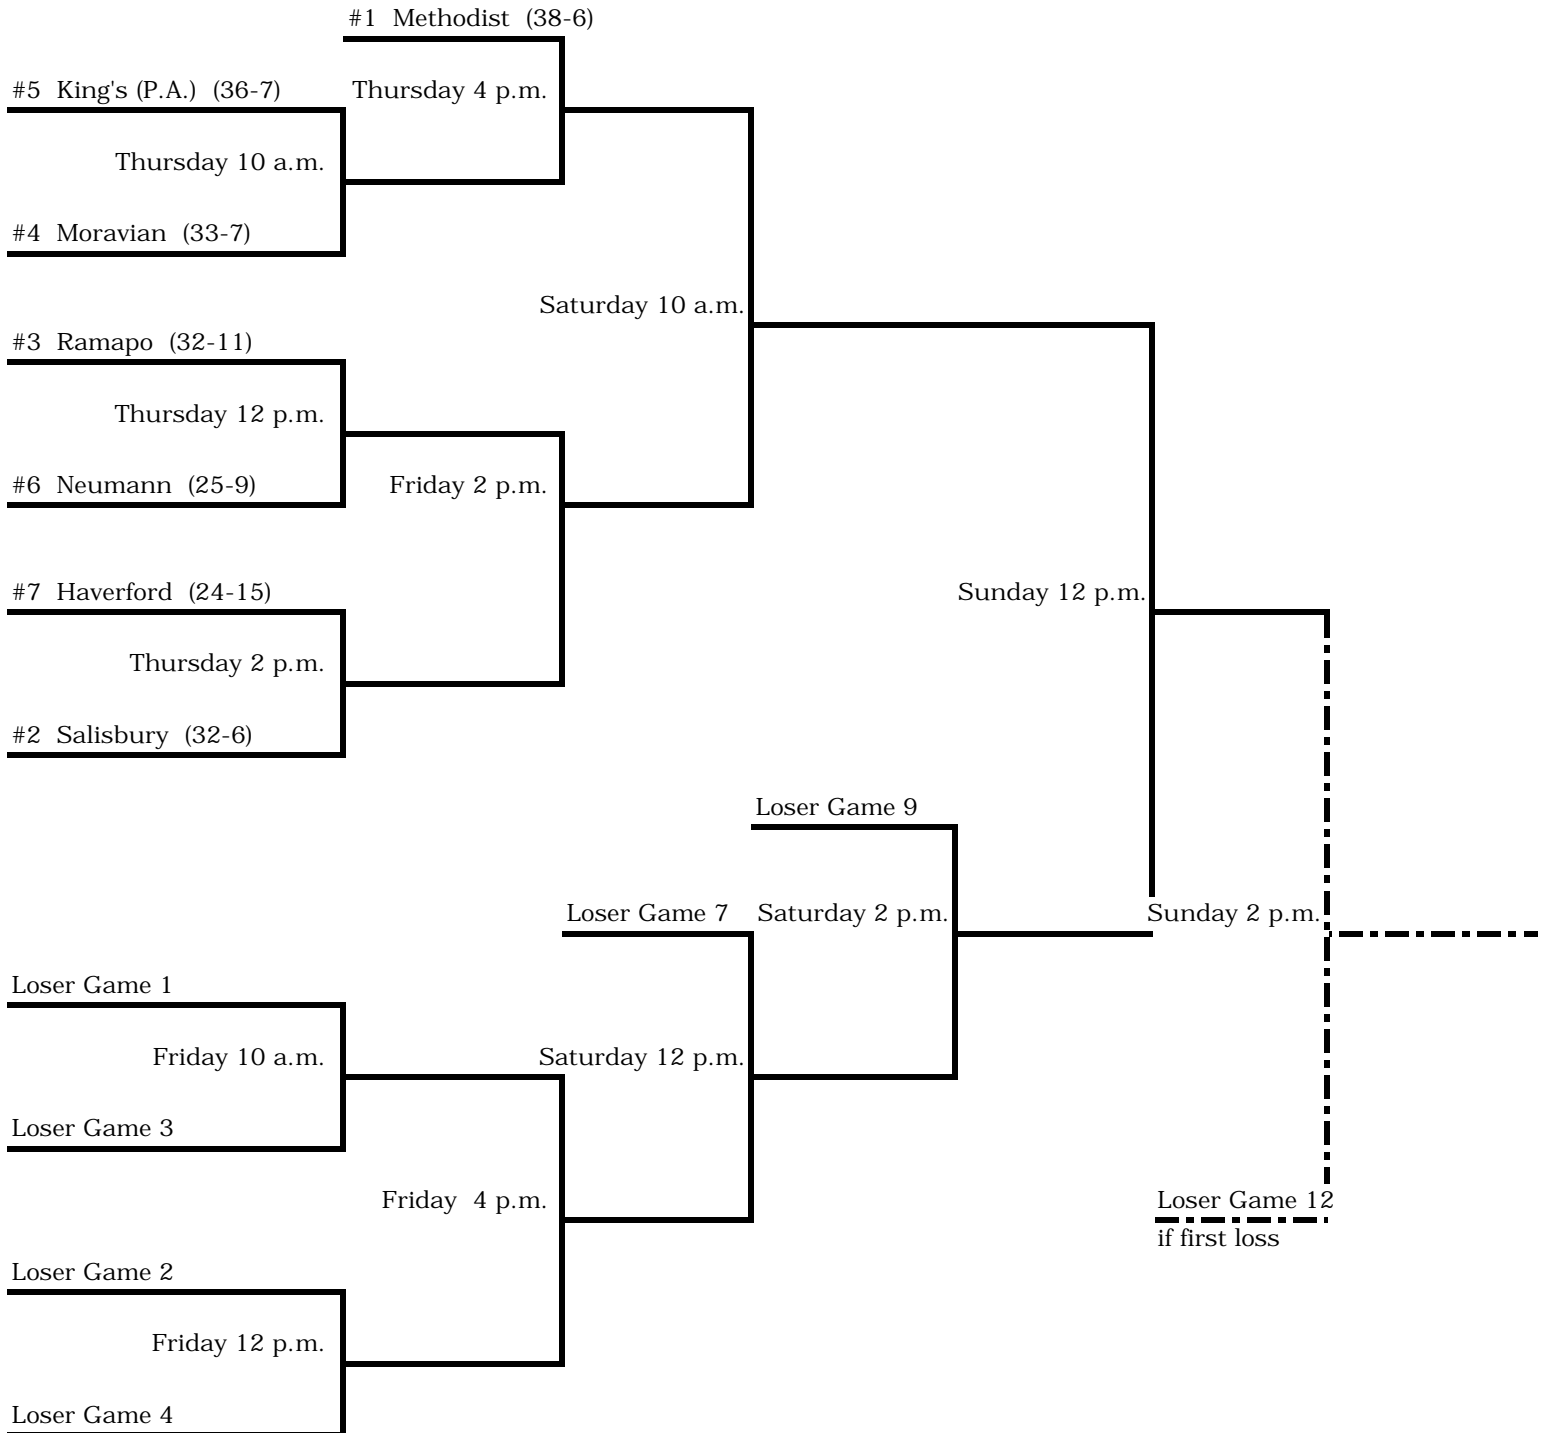 #1 Methodist (38-6)
#5 King's (P.A.) (36-7)
Thursday 4 p.m.
Thursday 10 a.m.
#4 Moravian (33-7)
Saturday 10 a.m.
#3 Ramapo (32-11)
Thursday 12 p.m.
#6 Neumann (25-9)
Friday 2 p.m.
#7 Haverford (24-15)
Sunday 12 p.m.
Thursday 2 p.m.
#2 Salisbury (32-6)
Loser Game 9
Loser Game 7
Saturday 2 p.m.
Sunday 2 p.m.
Loser Game 1
Friday 10 a.m.
Saturday 12 p.m.
Loser Game 3
Friday 4 p.m.
Loser Game 12
if first loss
Loser Game 2
Friday 12 p.m.
Loser Game 4